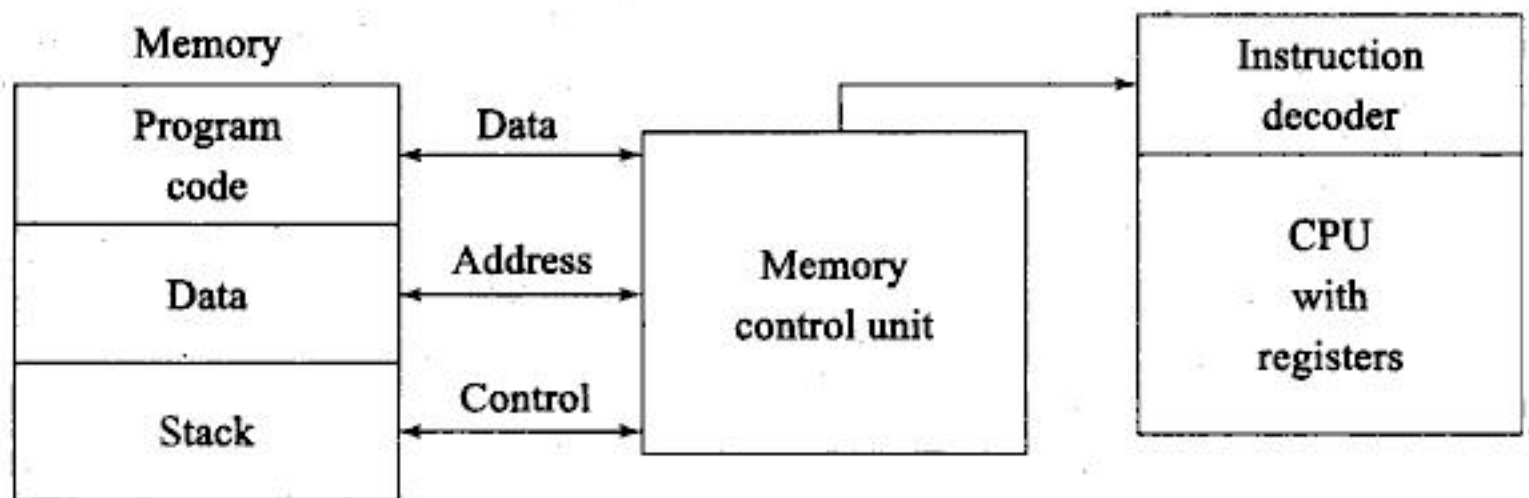 Memory
Program
code
Data
Stack
Data
Address
Control
Memory
control unit
Instruction
decoder
CPU
with
registers